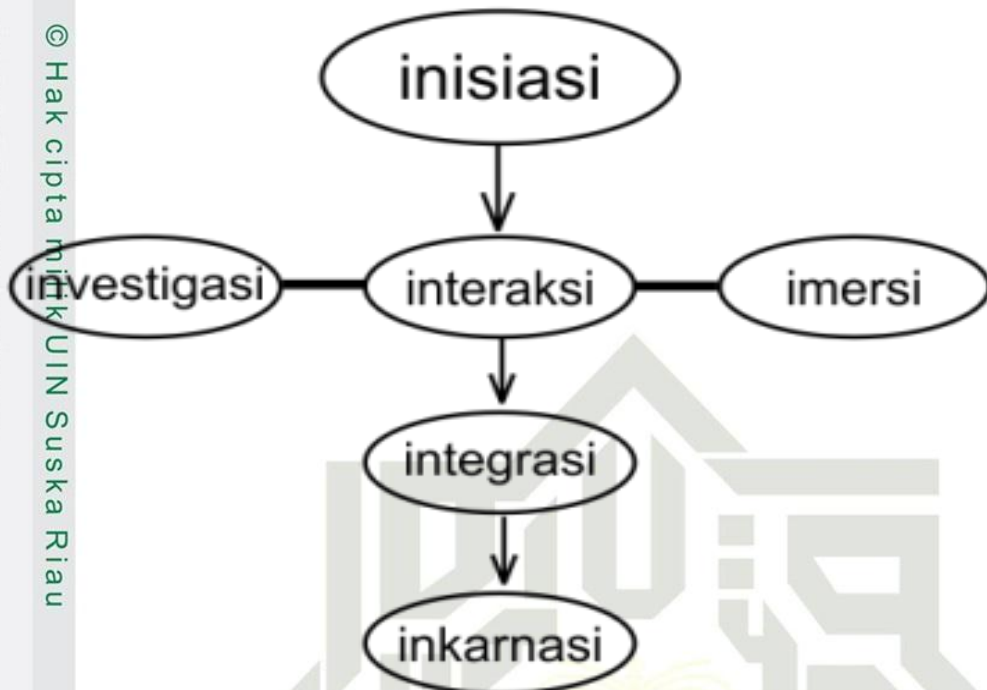 © Hak cipta milik UIN Suska Riau
inisiasi
investigasi
interaksi
imersi
integrasi
inkarnasi